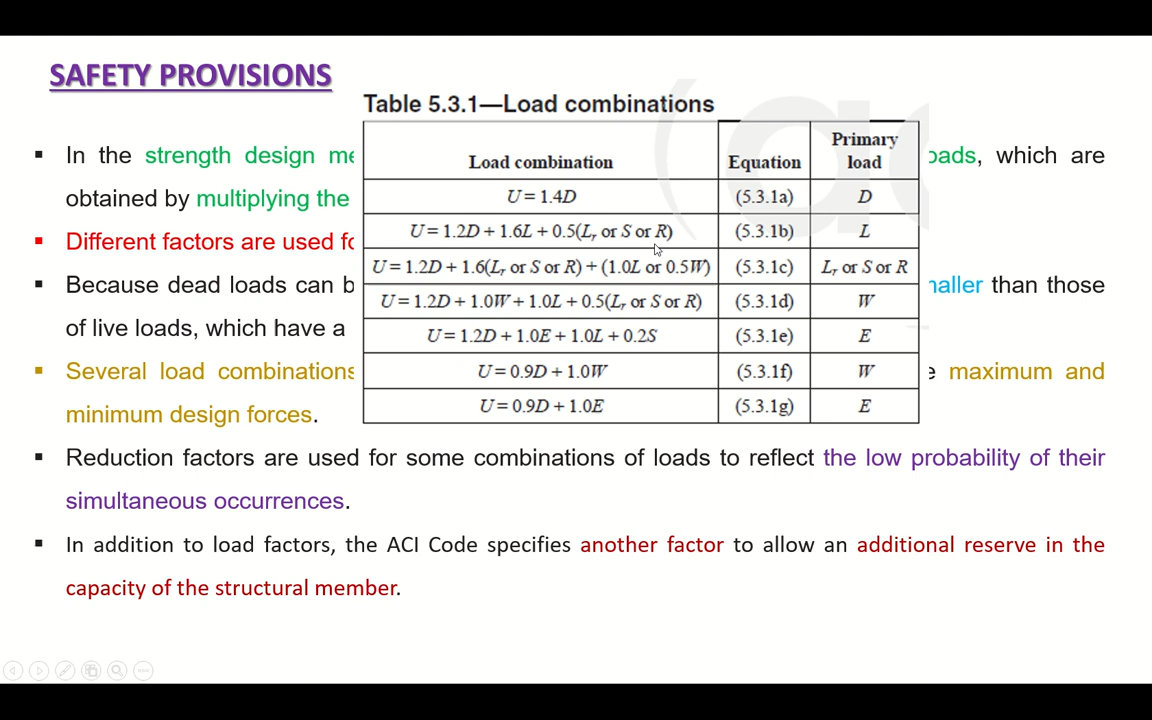 SAFETY PROVISIONS
Table 5.3.1—Load combinations
Load combination Equation Primary load
U = 1.4D (5.3.1a) D
U = 1.2D + 1.6L + 0.5(Lr or S or R) (5.3.1b) L
U = 1.2D + 1.6(Lr or S or R) + (1.0L or 0.5W) (5.3.1c) Lr or S or R
U = 1.2D + 1.0W + 1.0L + 0.5(Lr or S or R) (5.3.1d) W
U = 1.2D + 1.0E + 1.0L + 0.2S (5.3.1e) E
U = 0.9D + 1.0W (5.3.1f) W
U = 0.9D + 1.0E (5.3.1g) E
▪ In the strength design , which are
obtained by multiplying the
▪ Different factors are used
▪ Because dead loads can than those
of live loads, which have a
▪ Several load combinations maximum and
minimum design forces.
▪ Reduction factors are used for some combinations of loads to reflect the low probability of their
simultaneous occurrences.
▪ In addition to load factors, the ACI Code specifies another factor to allow an additional reserve in the
capacity of the structural member.